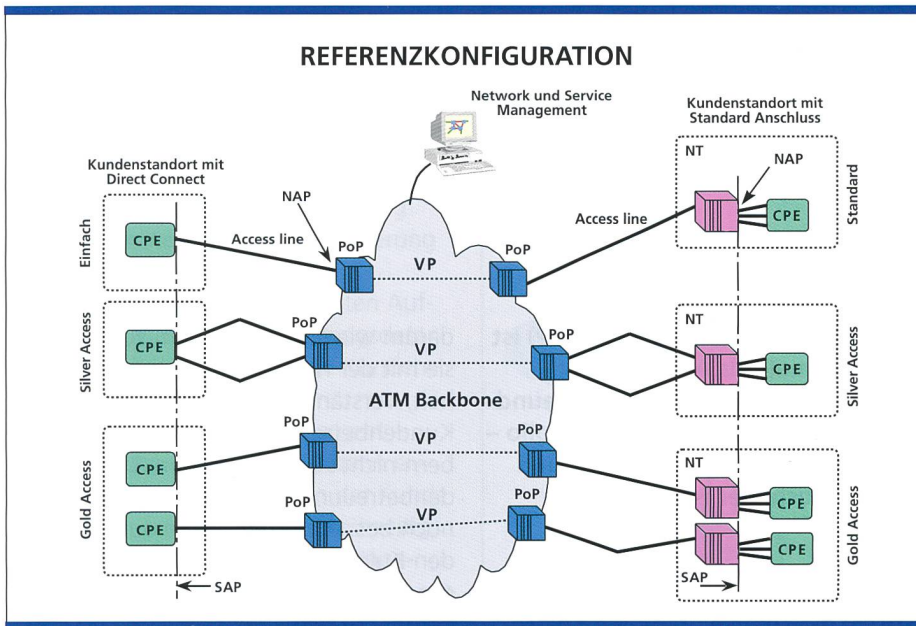 REFERENZKONFIGURATION
Network und Service
Management
Kundenstandort mit
Standard Anschluss
Kundenstandort mit
Direct Connect
Einfach
CPE
Access line
NAP
PoP
VP
PoP
Access line
NT
NAP
CPE
Standard
Silver Access
CPE
PoP
VP
PoP
NT
CPE
Silver Access
ATM Backbone
Gold Access
CPE
CPE
PoP
VP
PoP
PoP
VP
PoP
NT
CPE
CPE
Gold Access
SAP
SAP